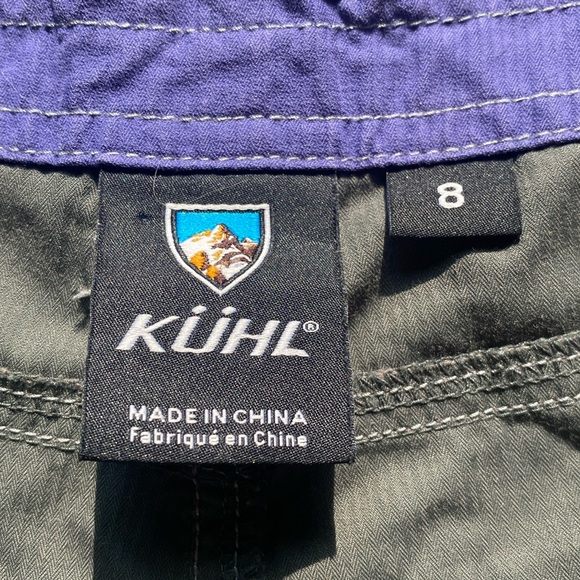 8
KÜHL®
MADE IN CHINA
Fabriqué en Chine